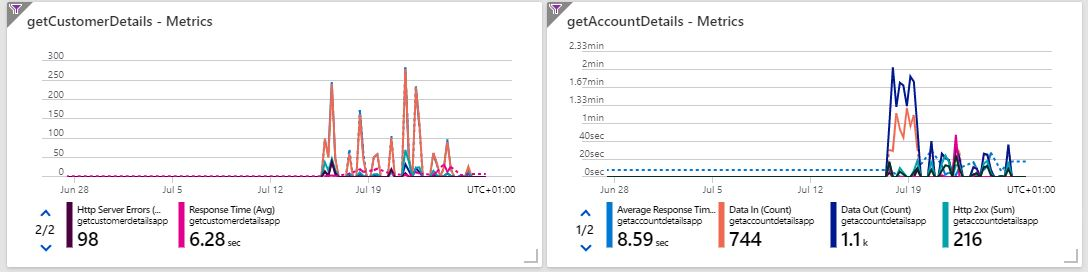 getCustomerDetails - Metrics
300
250
200
150
100
50
0
Jun 28
Jul 5
Jul 12
Jul 19
UTC+01:00
2/2
Http Server Errors (...
getcustomerdetailsapp
98
Response Time (Avg)
getcustomerdetailsapp
6.28 sec
getAccountDetails - Metrics
2.33min
2min
1.67min
1.33min
1min
40sec
20sec
0sec
Jun 28
Jul 5
Jul 12
Jul 19
UTC+01:00
1/2
Average Response Tim...
getaccountdetailsapp
8.59 sec
Data In (Count)
getaccountdetailsapp
744
Data Out (Count)
getaccountdetailsapp
1.1 k
Http 2xx (Sum)
getaccountdetailsapp
216